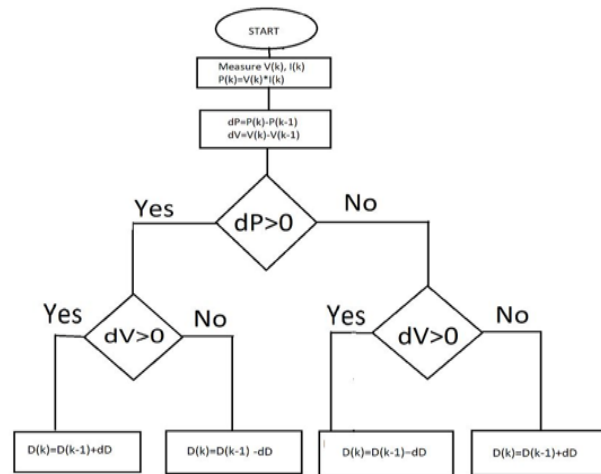 START
Measure V(k), I(k)
P(k)=V(k)*I(k)
dP=P(k)-P(k-1)
dV=V(k)-V(k-1)
dP>0
Yes
No
dV>0
Yes
No
dV>0
Yes
No
D(k)=D(k-1)+dD
D(k)=D(k-1) -dD
D(k)=D(k-1)–dD
D(k)=D(k-1)+dD